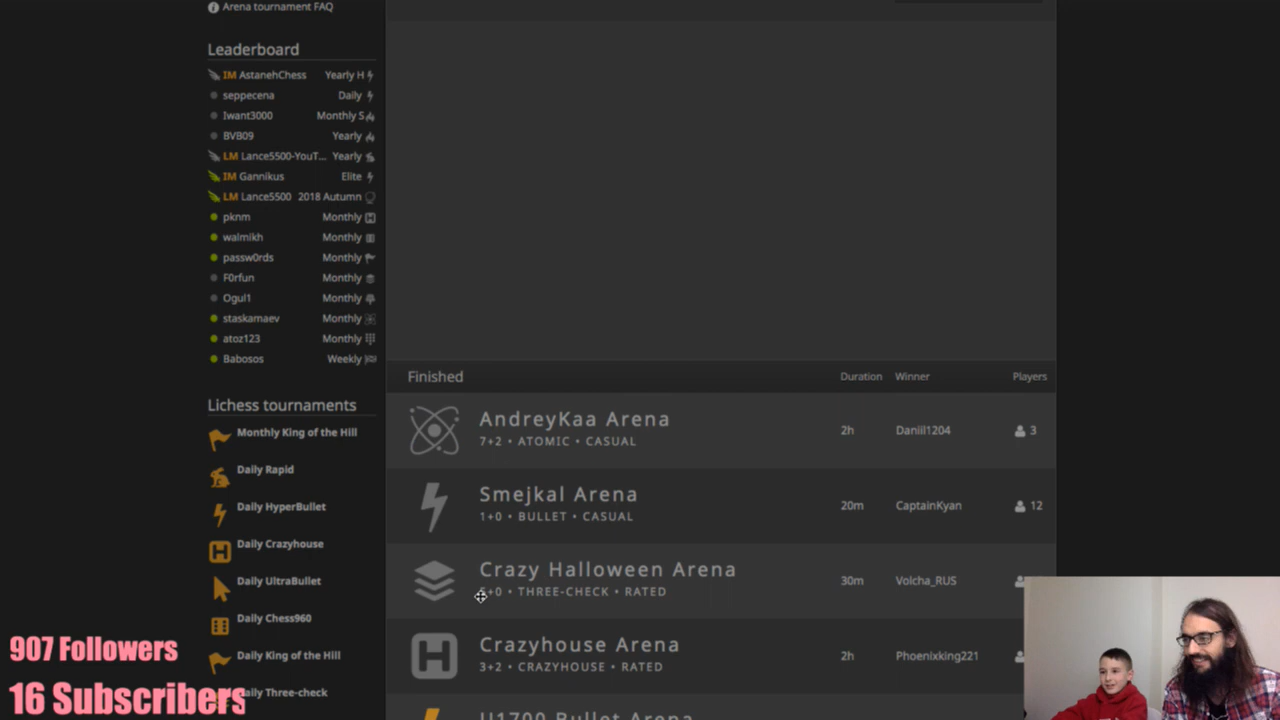 Arena tournament FAQ
Leaderboard
IM AstanehChess Yearly H
seppecena Daily
Iwant3000 Monthly S
BVB09 Yearly
LM Lance5500-YouT... Yearly
IM Gannikus Elite
LM Lance5500 2018 Autumn
pknm Monthly
walmikh Monthly
passw0rds Monthly
F0rfun Monthly
Ogul1 Monthly
staskamaev Monthly
atoz123 Monthly
Babosos Weekly
Lichess tournaments
Monthly King of the Hill
Daily Rapid
Daily HyperBullet
Daily Crazyhouse
Daily UltraBullet
Daily Chess960
Daily King of the Hill
Daily Three-check
907 Followers
16 Subscribers
Finished Duration Winner Players
AndreyKaa Arena
7+2 • ATOMIC • CASUAL
2h Daniil1204 3
Smejkal Arena
1+0 • BULLET • CASUAL
20m CaptainKyan 12
Crazy Halloween Arena
+0 • THREE-CHECK • RATED
30m Volcha_RUS
Crazyhouse Arena
3+2 • CRAZYHOUSE • RATED
2h Phoenixking221
U1700 Bullet Arena